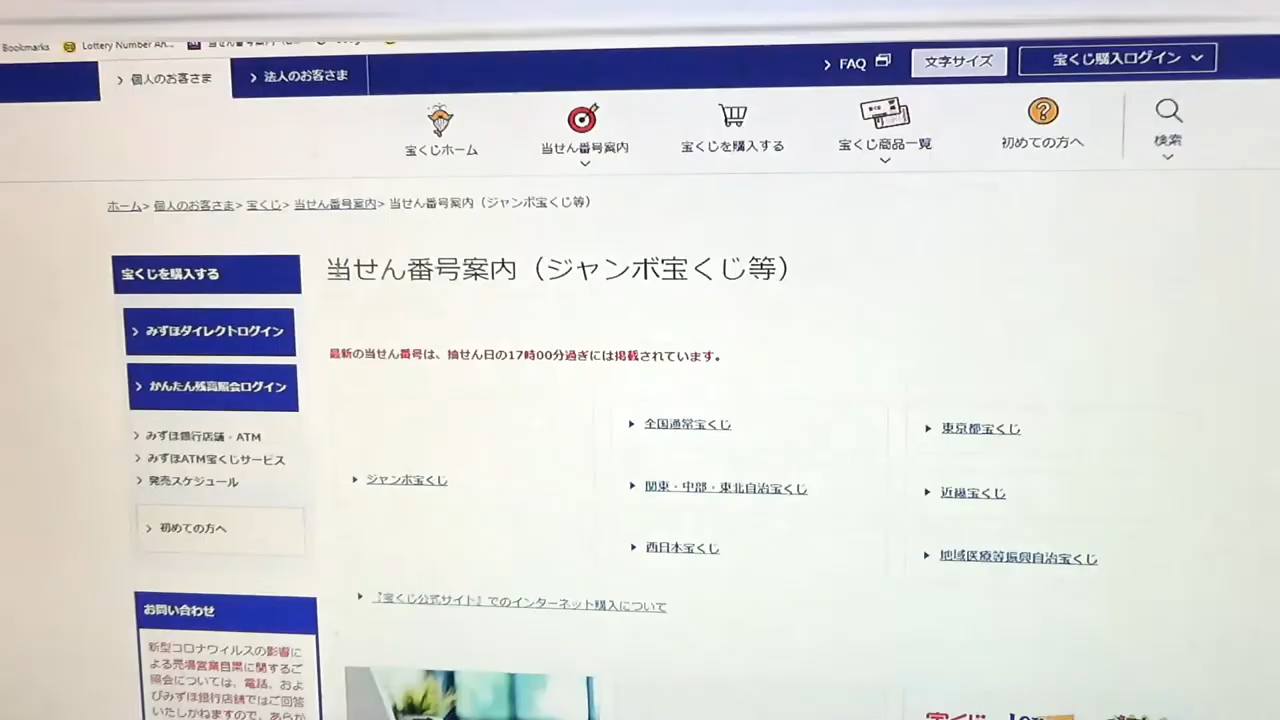 Bookmarks Lottery Number An...
個人のお客さま
法人のお客さま
FAQ
文字サイズ
宝くじ購入ログイン
宝くじホーム
当せん番号案内
宝くじを購入する
宝くじ商品一覧
初めての方へ
検索
ホーム> 個人のお客さま> 宝くじ> 当せん番号案内> 当せん番号案内（ジャンボ宝くじ等）
宝くじを購入する
みずほダイレクトログイン
かんたん残高照会ログイン
みずほ銀行店舗・ATM
みずほATM宝くじサービス
発売スケジュール
初めての方へ
お問い合わせ
新型コロナウィルスの影響に
よる売場営業自粛に関するご
照会については、電話、およ
びみずほ銀行店舗ではご回答
いたしかねますので、あらか
当せん番号案内（ジャンボ宝くじ等）
最新の当せん番号は、抽せん日の17時00分過ぎには掲載されています。
ジャンボ宝くじ
全国通常宝くじ
関東・中部・東北自治宝くじ
西日本宝くじ
東京都宝くじ
近畿宝くじ
地域医療等振興自治宝くじ
『宝くじ公式サイト』でのインターネット購入について
宝くじ